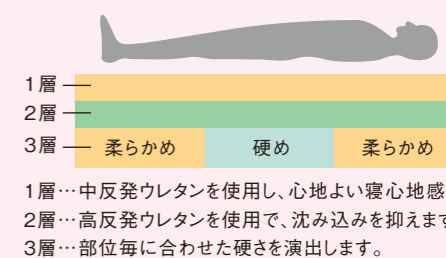 1層
2層
3層 柔らかめ 硬め 柔らかめ
1層…中反発ウレタンを使用し、心地よい寝心地感
2層…高反発ウレタンを使用で、沈み込みを抑えます
3層…部位毎に合わせた硬さを演出します。